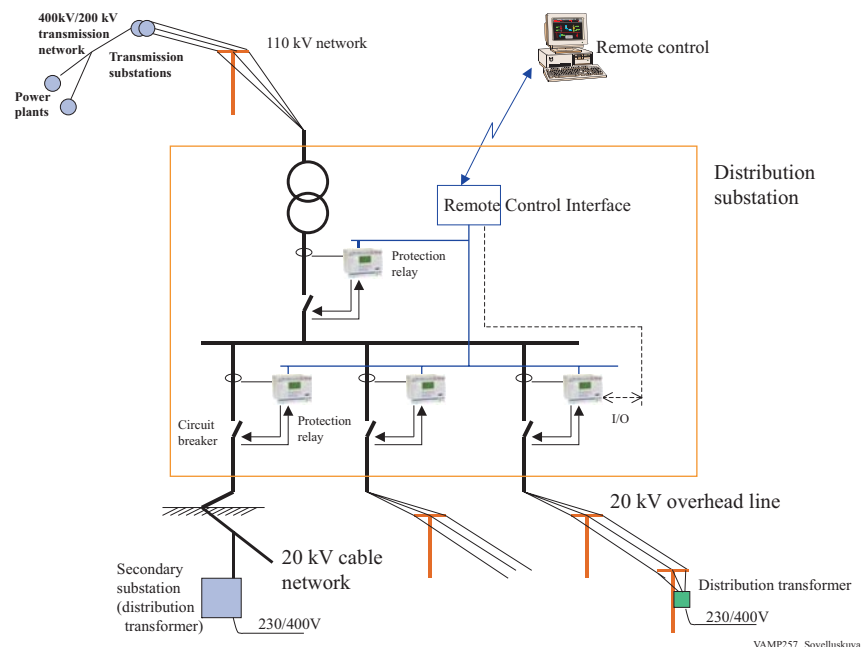 400kV/200 kV
transmission
network
Transmission
substations
Power
plants
110 kV network
Remote control
Distribution
substation
Remote Control Interface
Protection
relay
Circuit
breaker
Protection
relay
I/O
20 kV overhead line
20 kV cable
network
Secondary
substation
(distribution
transformer)
230/400V
Distribution transformer
230/400V
VAMP257_Sovelluskuva